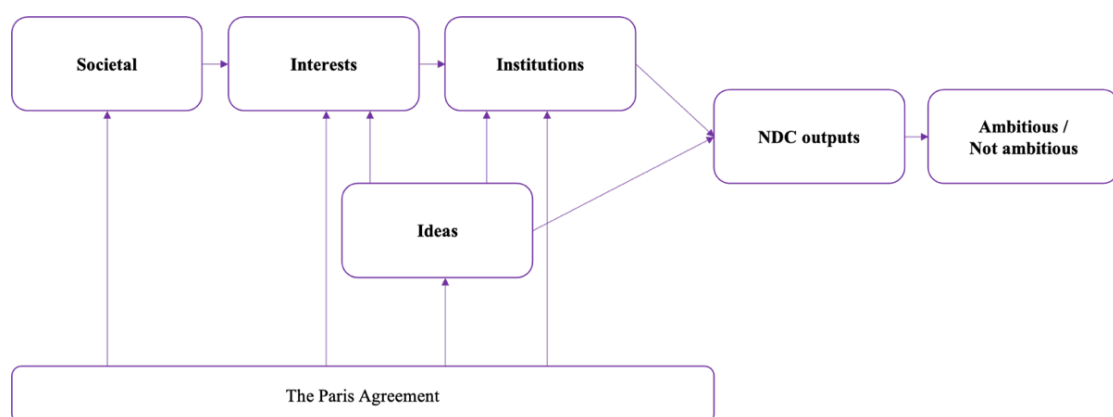 Societal
Interests
Institutions
NDC outputs
Ambitious /
Not ambitious
Ideas
The Paris Agreement